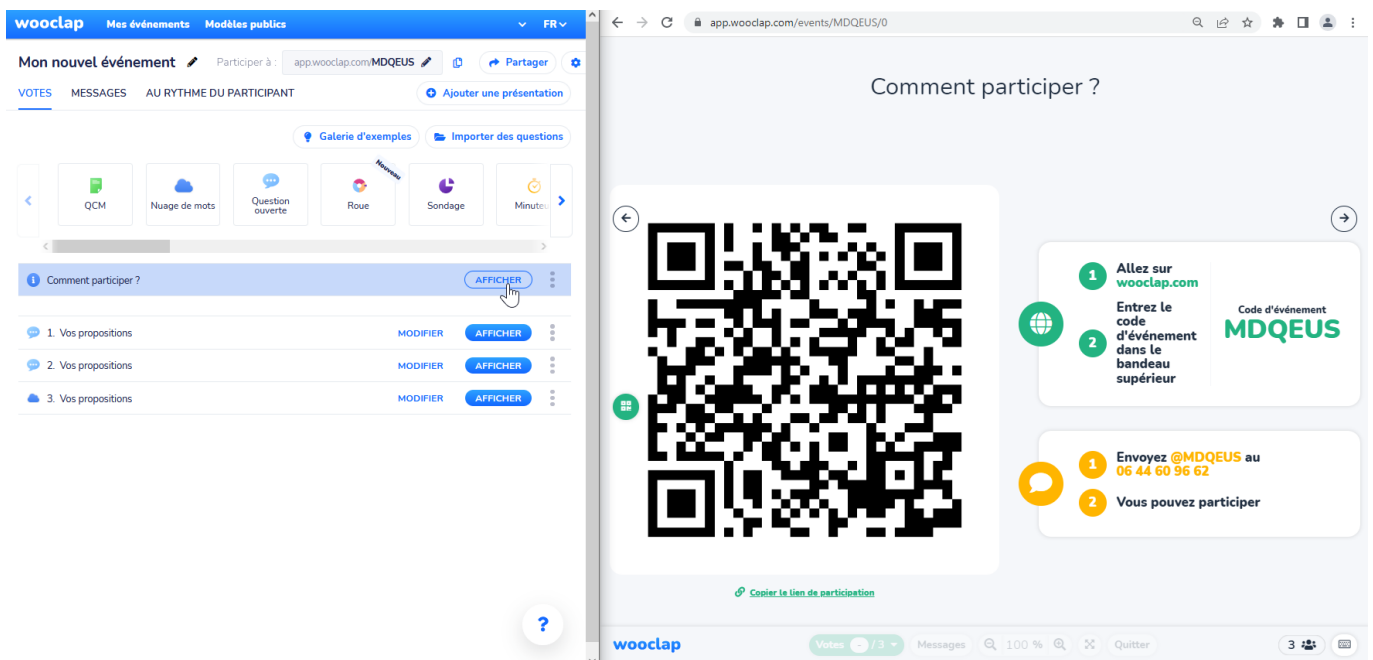 wooclap Mes événements Modèles publics FR
Mon nouvel événement Participer à : app.wooclap.com/MDQEUS Partager
VOTES MESSAGES AU RYTHME DU PARTICIPANT Ajouter une présentation
Galerie d'exemples Importer des questions
Nouveau
QCM
Nuage de mots
Question
ouverte
Roue
Sondage
Comment participer ? AFFICHER
1. Vos propositions MODIFIER AFFICHER
2. Vos propositions MODIFIER AFFICHER
3. Vos propositions MODIFIER AFFICHER
?
app.wooclap.com/events/MDQEUS/0
Comment participer ?
1 Allez sur
wooclap.com
2 Entrez le
code
d'événement
dans le
bandeau
supérieur
Code d'événement
MDQEUS
1 Envoyez @MDQEUS au
06 44 60 96 62
2 Vous pouvez participer
Copier le lien de participation
wooclap Votes - / 3 Messages 100 % Quitter 3